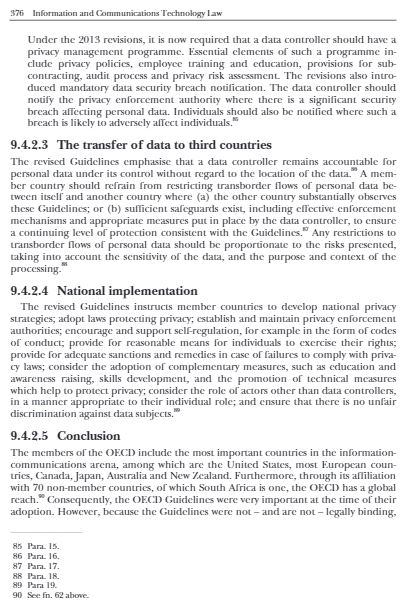 376 Information and Communications Technology Law
Under the 2013 revisions, it is now required that a data controller should have a
privacy management programme. Essential elements of such a programme in-
clude privacy policies, employee training and education, provisions for sub-
contracting, audit process and privacy risk assessment. The revisions also intro-
duced mandatory data security breach notification. The data controller should
notify the privacy enforcement authority where there is a significant security
breach affecting personal data. Individuals should also be notified where such a
breach is likely to adversely affect individuals.85
9.4.2.3 The transfer of data to third countries
The revised Guidelines emphasise that a data controller remains accountable for
personal data under its control without regard to the location of the data.86 A mem-
ber country should refrain from restricting transborder flows of personal data be-
tween itself and another country where (a) the other country substantially observes
these Guidelines; or (b) sufficient safeguards exist, including effective enforcement
mechanisms and appropriate measures put in place by the data controller, to ensure
a continuing level of protection consistent with the Guidelines.87 Any restrictions to
transborder flows of personal data should be proportionate to the risks presented,
taking into account the sensitivity of the data, and the purpose and context of the
processing.88
9.4.2.4 National implementation
The revised Guidelines instructs member countries to develop national privacy
strategies; adopt laws protecting privacy; establish and maintain privacy enforcement
authorities; encourage and support self-regulation, for example in the form of codes
of conduct; provide for reasonable means for individuals to exercise their rights;
provide for adequate sanctions and remedies in case of failures to comply with priva-
cy laws; consider the adoption of complementary measures, such as education and
awareness raising, skills development, and the promotion of technical measures
which help to protect privacy; consider the role of actors other than data controllers,
in a manner appropriate to their individual role; and ensure that there is no unfair
discrimination against data subjects.89
9.4.2.5 Conclusion
The members of the OECD include the most important countries in the information-
communications arena, among which are the United States, most European coun-
tries, Canada, Japan, Australia and New Zealand. Furthermore, through its affiliation
with 70 non-member countries, of which South Africa is one, the OECD has a global
reach.90 Consequently, the OECD Guidelines were very important at the time of their
adoption. However, because the Guidelines were not – and are not – legally binding,
85 Para. 15.
86 Para. 16.
87 Para. 17.
88 Para. 18.
89 Para 19.
90 See fn. 62 above.